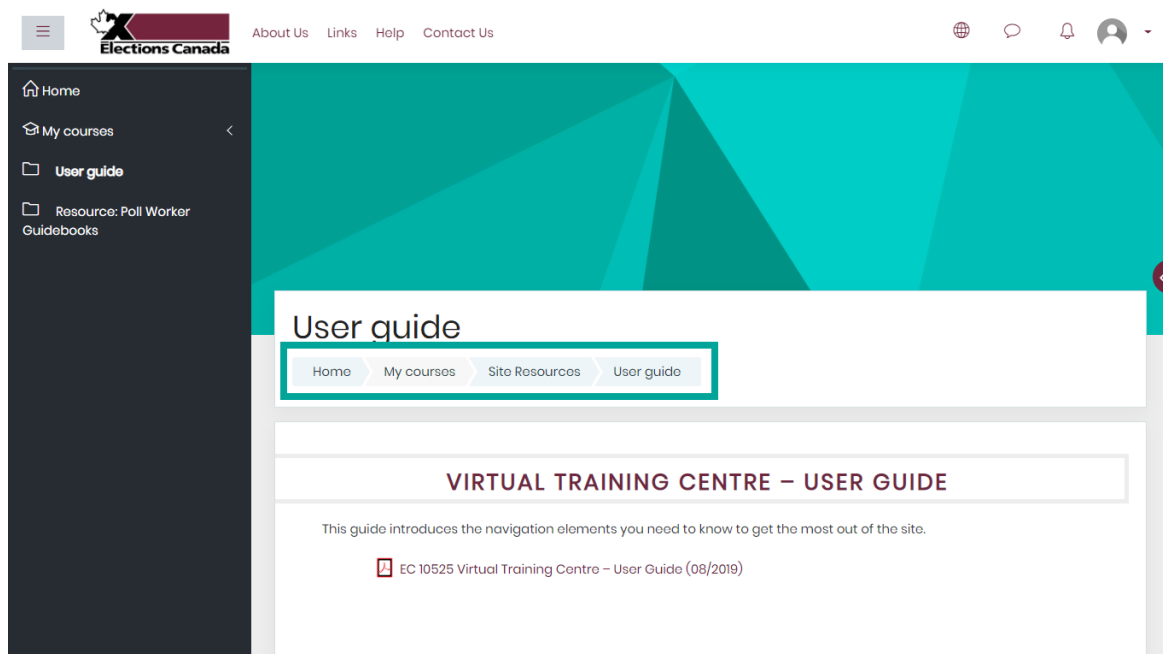 Elections Canada
About Us Links Help Contact Us
Home
My courses
User guide
Resource: Poll Worker
Guidebooks
User guide
Home My courses Site Resources User guide
VIRTUAL TRAINING CENTRE – USER GUIDE
This guide introduces the navigation elements you need to know to get the most out of the site.
EC 10525 Virtual Training Centre – User Guide (08/2019)